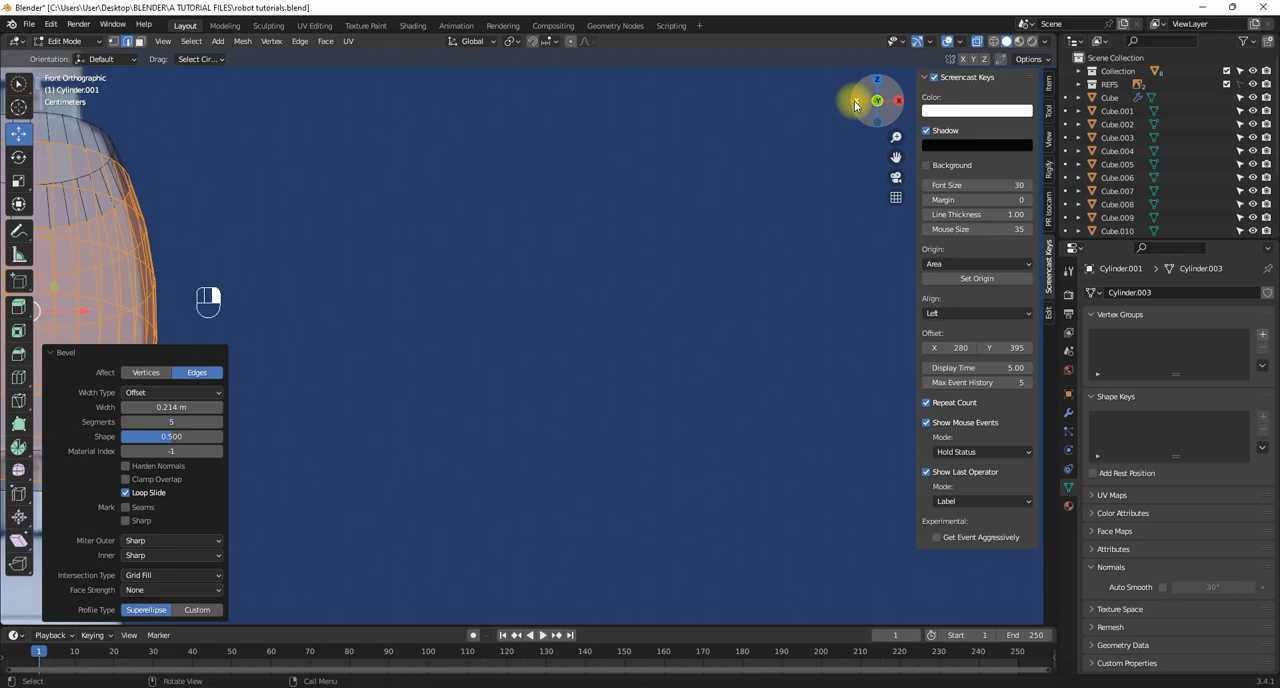 Blender* [C:\Users\User\Desktop\BLENDER\A TUTORIAL FILES\robot tutorials.blend]
File Edit Render Window Help Layout Modeling Sculpting UV Editing Texture Paint Shading Animation Rendering Compositing Geometry Nodes Scripting + Scene ViewLayer
Edit Mode View Select Add Mesh Vertex Edge Face UV Global
Orientation: Default Drag: Select Cir... X Y Z Options
Front Orthographic
(1) Cylinder.001
Centimeters
Z
X
-Y
Screencast Keys
Color:
Shadow
Background
Font Size 30
Margin 0
Line Thickness 1.00
Mouse Size 35
Origin:
Area
Set Origin
Align:
Left
Offset:
X 280 Y 395
Display Time 5.00
Max Event History 5
Repeat Count
Show Mouse Events
Mode:
Hold Status
Show Last Operator
Mode:
Label
Experimental:
Get Event Aggressively
Item
Tool
View
Rigify
PR Isocam
Screencast Keys
Edit
Bevel
Affect Vertices Edges
Width Type Offset
Width 0.214 m
Segments 5
Shape 0.500
Material Index -1
Harden Normals
Clamp Overlap
Loop Slide
Mark Seams
Sharp
Miter Outer Sharp
Inner Sharp
Intersection Type Grid Fill
Face Strength None
Profile Type Superellipse Custom
Scene Collection
Collection 8
REFS 2
Cube
Cube.001
Cube.002
Cube.003
Cube.004
Cube.005
Cube.006
Cube.007
Cube.008
Cube.009
Cube.010
Cylinder.001 > Cylinder.003
Cylinder.003
Vertex Groups
Shape Keys
Add Rest Position
UV Maps
Color Attributes
Face Maps
Attributes
Normals
Auto Smooth 30°
Texture Space
Remesh
Geometry Data
Custom Properties
Playback Keying View Marker 1 Start 1 End 250
1 10 20 30 40 50 60 70 80 90 100 110 120 130 140 150 160 170 180 190 200 210 220 230 240 250
Select Rotate View Call Menu 3.4.1